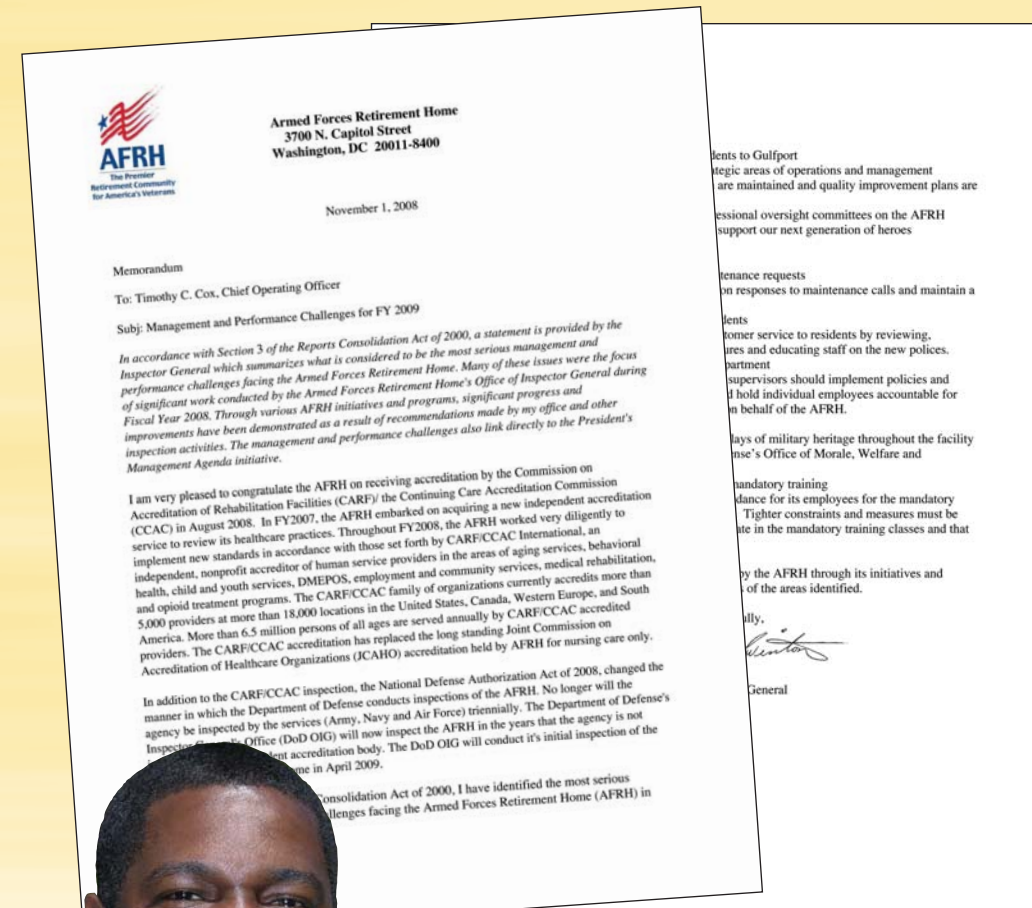 AFRH
The Premier
Retirement Community
for America's Veterans
Armed Forces Retirement Home
3700 N. Capitol Street
Washington, DC 20011-8400
November 1, 2008
Memorandum
To: Timothy C. Cox, Chief Operating Officer
Subj: Management and Performance Challenges for FY 2009
In accordance with Section 3 of the Reports Consolidation Act of 2000, a statement is provided by the
Inspector General which summarizes what is considered to be the most serious management and
performance challenges facing the Armed Forces Retirement Home. Many of these issues were the focus
of significant work conducted by the Armed Forces Retirement Home's Office of Inspector General during
Fiscal Year 2008. Through various AFRH initiatives and programs, significant progress and
improvements have been demonstrated as a result of recommendations made by my office and other
inspection activities. The management and performance challenges also link directly to the President's
Management Agenda initiative.
I am very pleased to congratulate the AFRH on receiving accreditation by the Commission on
Accreditation of Rehabilitation Facilities (CARF)/ the Continuing Care Accreditation Commission
(CCAC) in August 2008. In FY2007, the AFRH embarked on acquiring a new independent accreditation
service to review its healthcare practices. Throughout FY2008, the AFRH worked very diligently to
implement new standards in accordance with those set forth by CARF/CCAC International, an
independent, nonprofit accreditor of human service providers in the areas of aging services, behavioral
health, child and youth services, DMEPOS, employment and community services, medical rehabilitation,
and opioid treatment programs. The CARF/CCAC family of organizations currently accredits more than
5,000 providers at more than 18,000 locations in the United States, Canada, Western Europe, and South
America. More than 6.5 million persons of all ages are served annually by CARF/CCAC accredited
providers. The CARF/CCAC accreditation has replaced the long standing Joint Commission on
Accreditation of Healthcare Organizations (JCAHO) accreditation held by AFRH for nursing care only.
In addition to the CARF/CCAC inspection, the National Defense Authorization Act of 2008, changed the
manner in which the Department of Defense conducts inspections of the AFRH. No longer will the
agency be inspected by the services (Army, Navy and Air Force) triennially. The Department of Defense's
Inspector Office (DoD OIG) will now inspect the AFRH in the years that the agency is not
accreditation body. The DoD OIG will conduct it's initial inspection of the
in April 2009.
Consolidation Act of 2000, I have identified the most serious
facing the Armed Forces Retirement Home (AFRH) in
to Gulfport
areas of operations and management
are maintained and quality improvement plans are
oversight committees on the AFRH
support our next generation of heroes
requests
on responses to maintenance calls and maintain a
service to residents by reviewing,
and educating staff on the new polices.
supervisors should implement policies and
hold individual employees accountable for
behalf of the AFRH.
of military heritage throughout the facility
Office of Morale, Welfare and
mandatory training
for its employees for the mandatory
Tighter constraints and measures must be
in the mandatory training classes and that
by the AFRH through its initiatives and
of the areas identified.
General